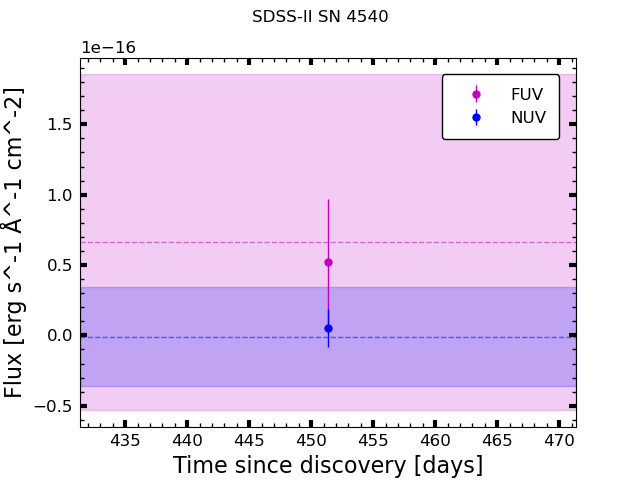 SDSS-II SN 4540
1e−16
FUV
NUV
1.5
1.0
0.5
0.0
−0.5
Flux [erg s^-1 Å^-1 cm^-2]
435 440 445 450 455 460 465 470
Time since discovery [days]